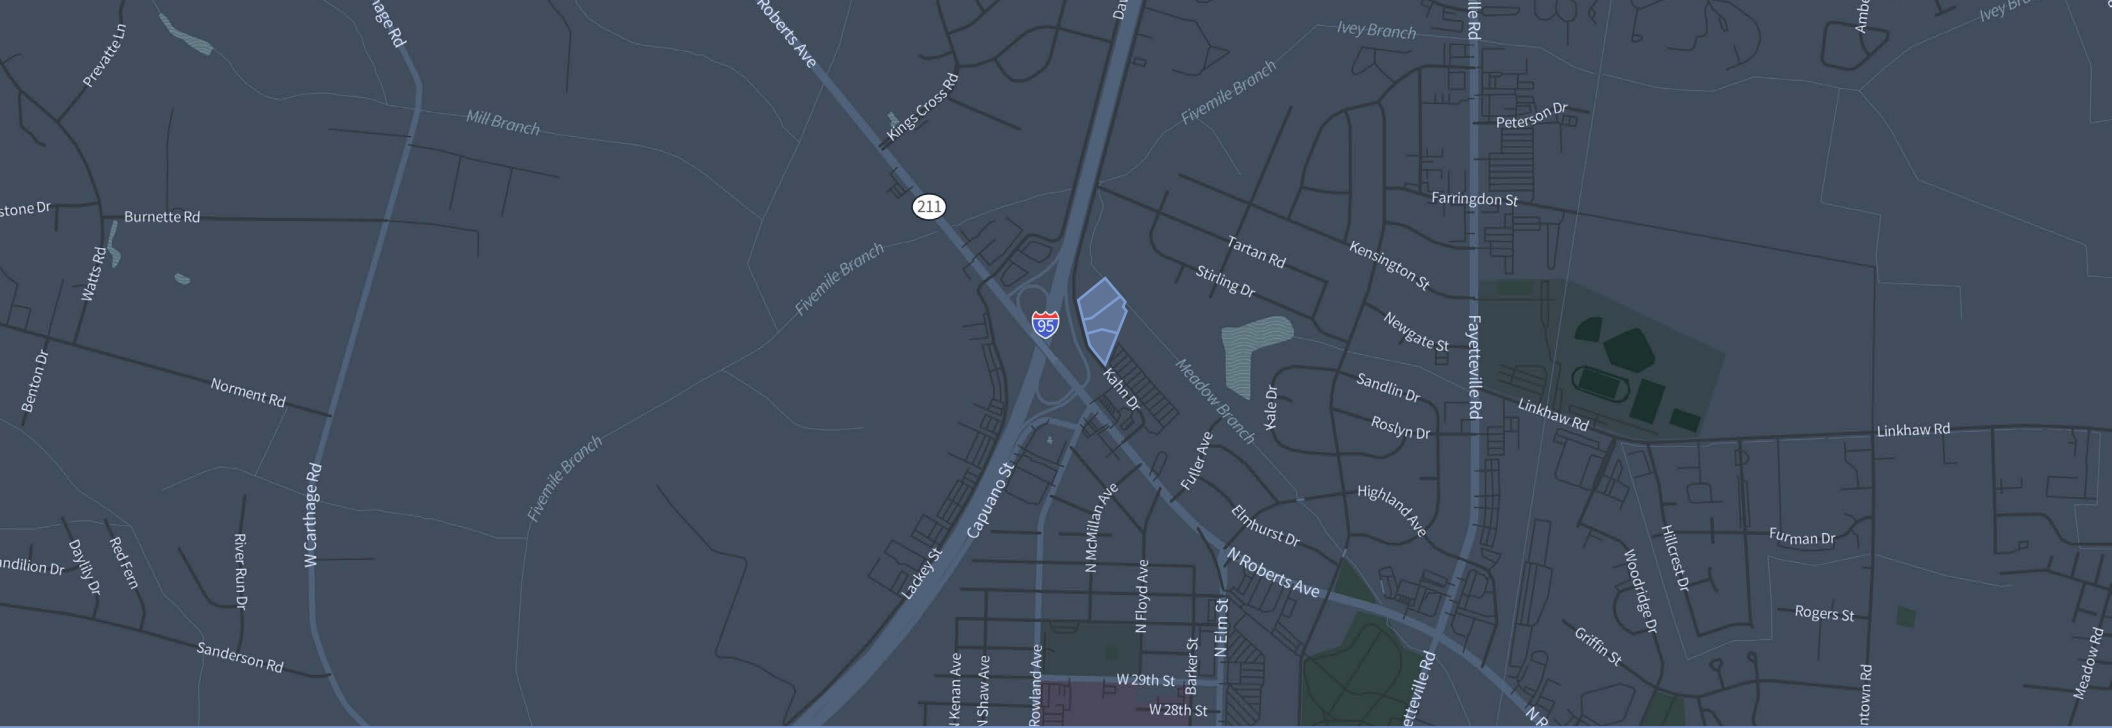 Prevatte Ln
Roberts Ave
Ivey Branch
Mill Branch
Kings Cross Rd
Fivemile Branch
Peterson Dr
211
Farringdon St
Burnette Rd
Watts Rd
Fivemile Branch
Tartan Rd
Kensington St
Stirling Dr
95
Newgate St
Fayetteville Rd
Benton Dr
Norment Rd
Kahn Dr
Meadow Branch
Yale Dr
Sandlin Dr
Linkhaw Rd
Roslyn Dr
Linkhaw Rd
Fivemile Branch
W Carthage Rd
Capuano St
Fuller Ave
N McMillan Ave
Highland Ave
Elmhurst Dr
Daylily Dr
Red Fern
River Run Dr
Lackey St
N Roberts Ave
Furman Dr
Hillcrest Dr
Woodridge Dr
N Floyd Ave
N Elm St
Rogers St
Griffin St
Sanderson Rd
N Kenan Ave
N Shaw Ave
Rowland Ave
Barker St
W 29th St
W 28th St
Meadow Rd